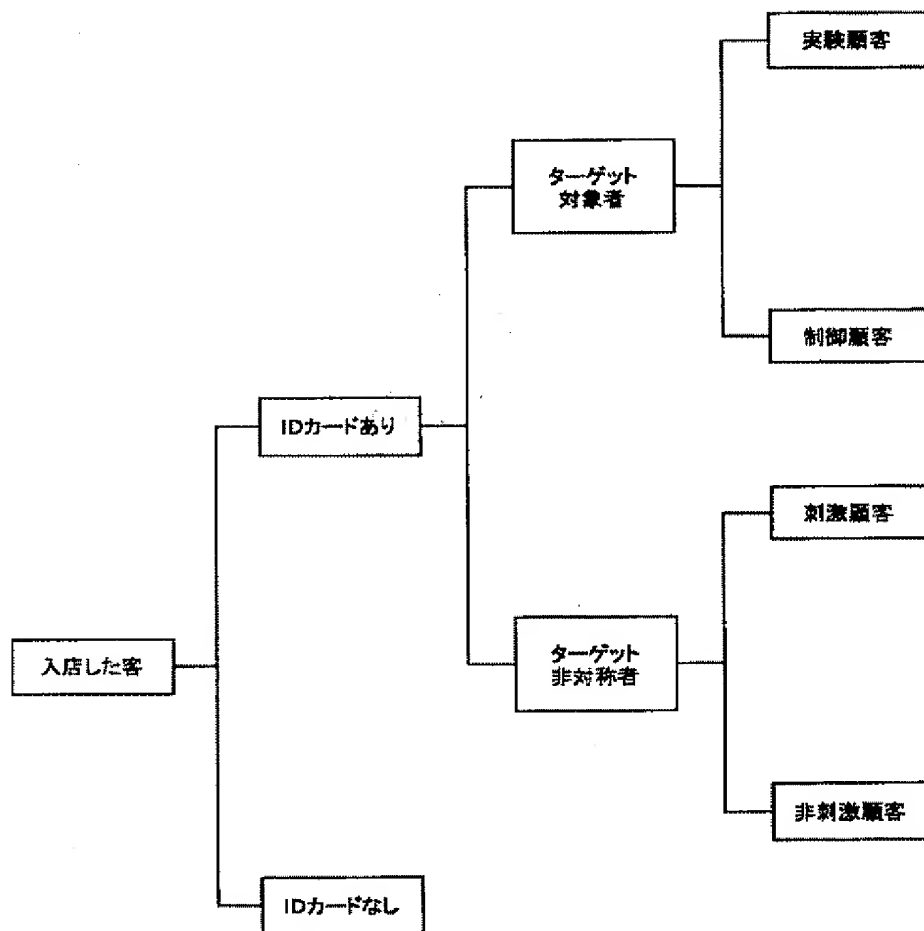 実験顧客
ターゲット
対象者
制御顧客
IDカードあり
刺激顧客
入店した客
ターゲット
非対称者
非刺激顧客
IDカードなし